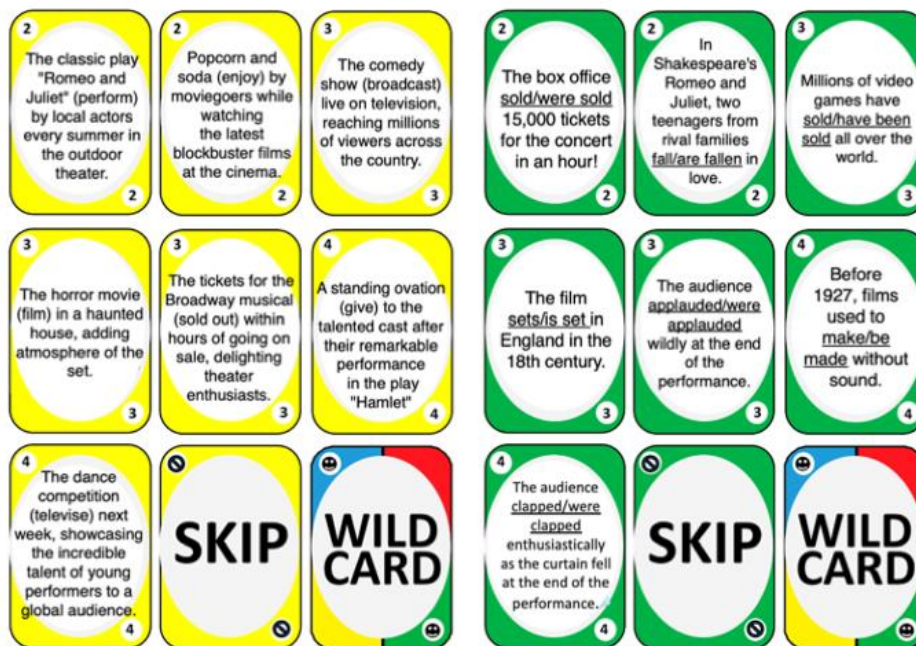 2
The classic play
"Romeo and
Juliet" (perform)
by local actors
every summer in
the outdoor
theater.
2
2
Popcorn and
soda (enjoy) by
moviegoers while
watching
the latest
blockbuster films
at the cinema.
2
3
The comedy
show (broadcast)
live on television,
reaching millions
of viewers across
the country.
3
2
The box office
sold/were sold
15,000 tickets
for the concert
in an hour!
2
2
In
Shakespeare's
Romeo and
Juliet, two
teenagers from
rival families
fall/are fallen in
love.
2
3
Millions of video
games have
sold/have been
sold all over the
world.
3
3
The horror movie
(film) in a haunted
house, adding
atmosphere of the
set.
3
3
The tickets for the
Broadway musical
(sold out) within
hours of going on
sale, delighting
theater
enthusiasts.
3
4
A standing ovation
(give) to the
talented cast after
their remarkable
performance
in the play
"Hamlet"
4
3
The film
sets/is set in
England in the
18th century.
3
3
The audience
applauded/were
applauded
wildly at the end
of the
performance.
3
4
Before
1927, films
used to
make/be
made without
sound.
4
4
The dance
competition
(televise) next
week, showcasing
the incredible
talent of young
performers to a
global audience.
4
SKIP
WILD
CARD
4
The audience
clapped/were
clapped
enthusiastically
as the curtain fell
at the end of the
performance.
4
SKIP
WILD
CARD